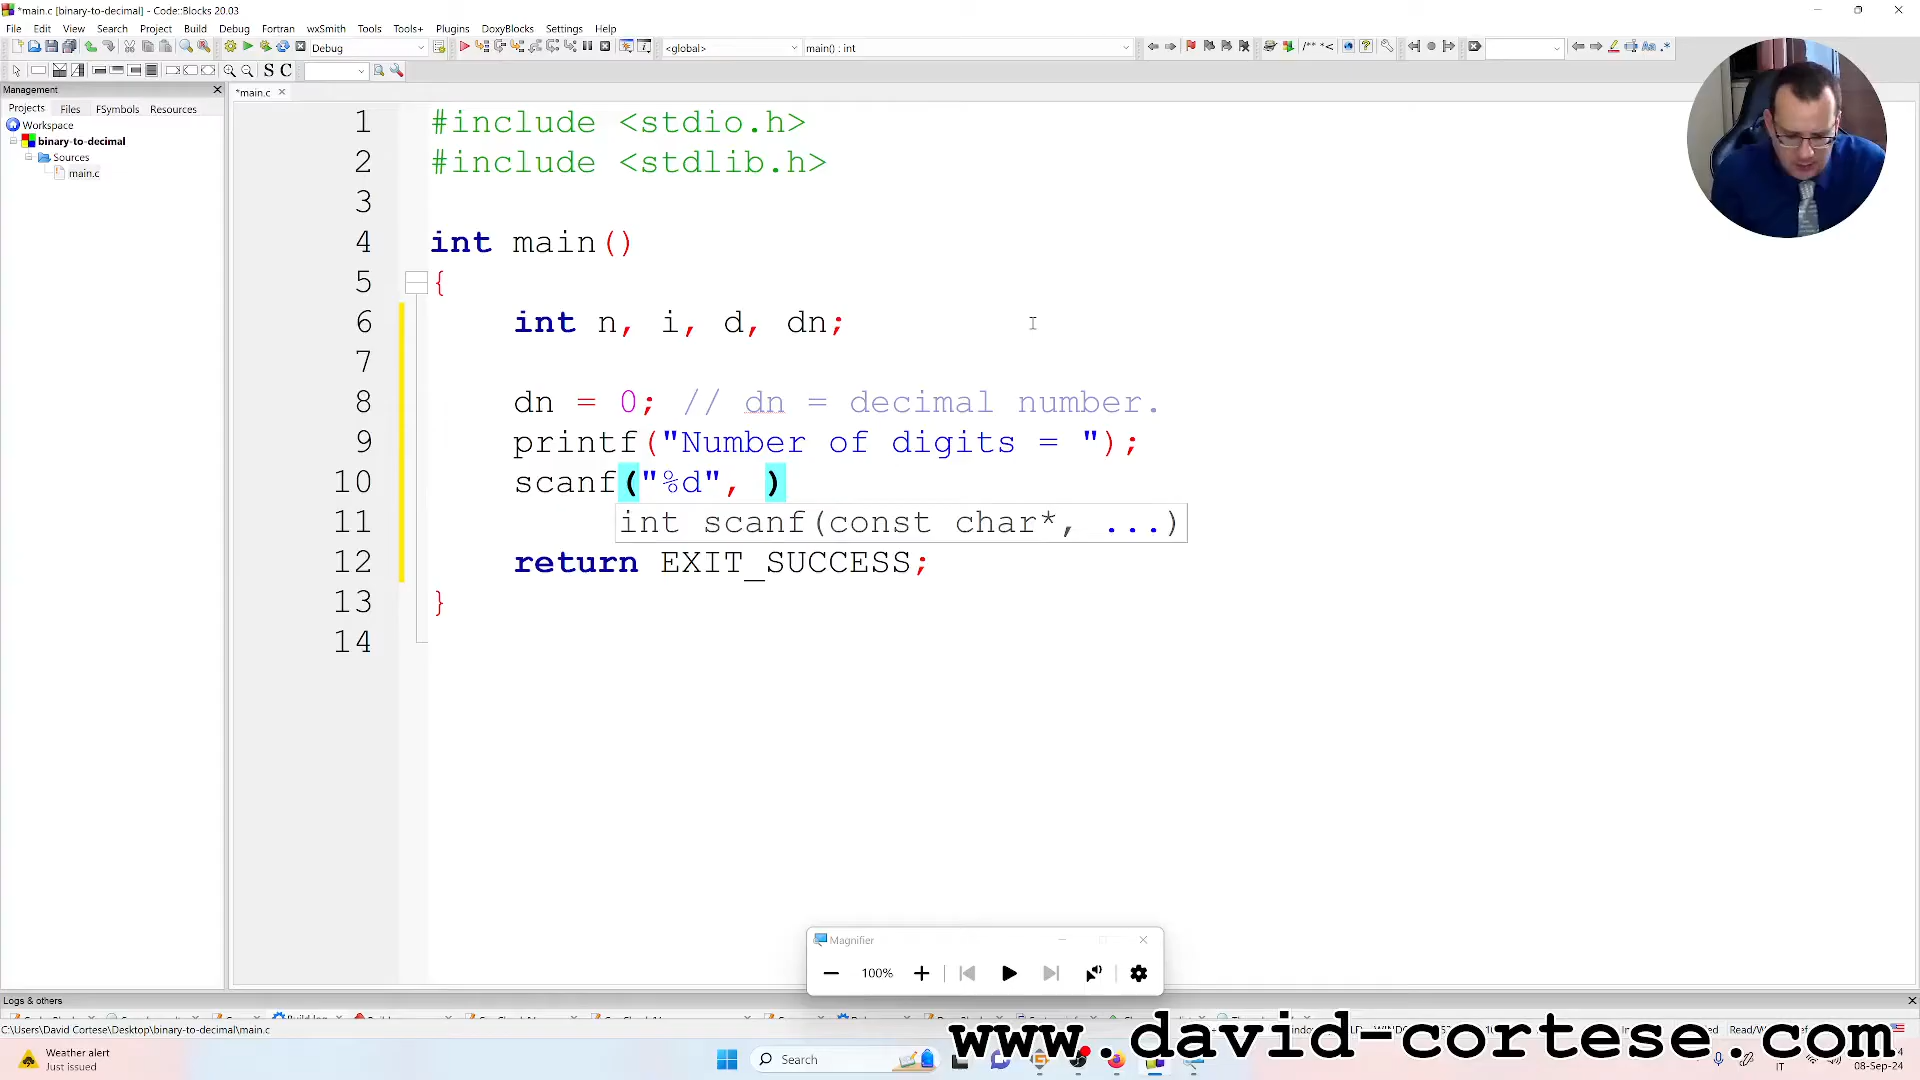 *main.c [binary-to-decimal] - Code::Blocks 20.03
File Edit View Search Project Build Debug Fortran wxSmith Tools Tools+ Plugins DoxyBlocks Settings Help
Debug <global> main() : int
/** *<
S C
Management
*main.c
Projects Files FSymbols Resources
Workspace
binary-to-decimal
Sources
main.c
1 #include <stdio.h>
2 #include <stdlib.h>
3
4 int main()
5 {
6 int n, i, d, dn;
7
8 dn = 0; // dn = decimal number.
9 printf("Number of digits = ");
10 scanf("%d", )
11 int scanf(const char*, ...)
12 return EXIT_SUCCESS;
13 }
14
Magnifier
100%
Logs & others
C:\Users\David Cortese\Desktop\binary-to-decimal\main.c
www.david-cortese.com
Weather alert
Just issued
Search
IT
08-Sep-24